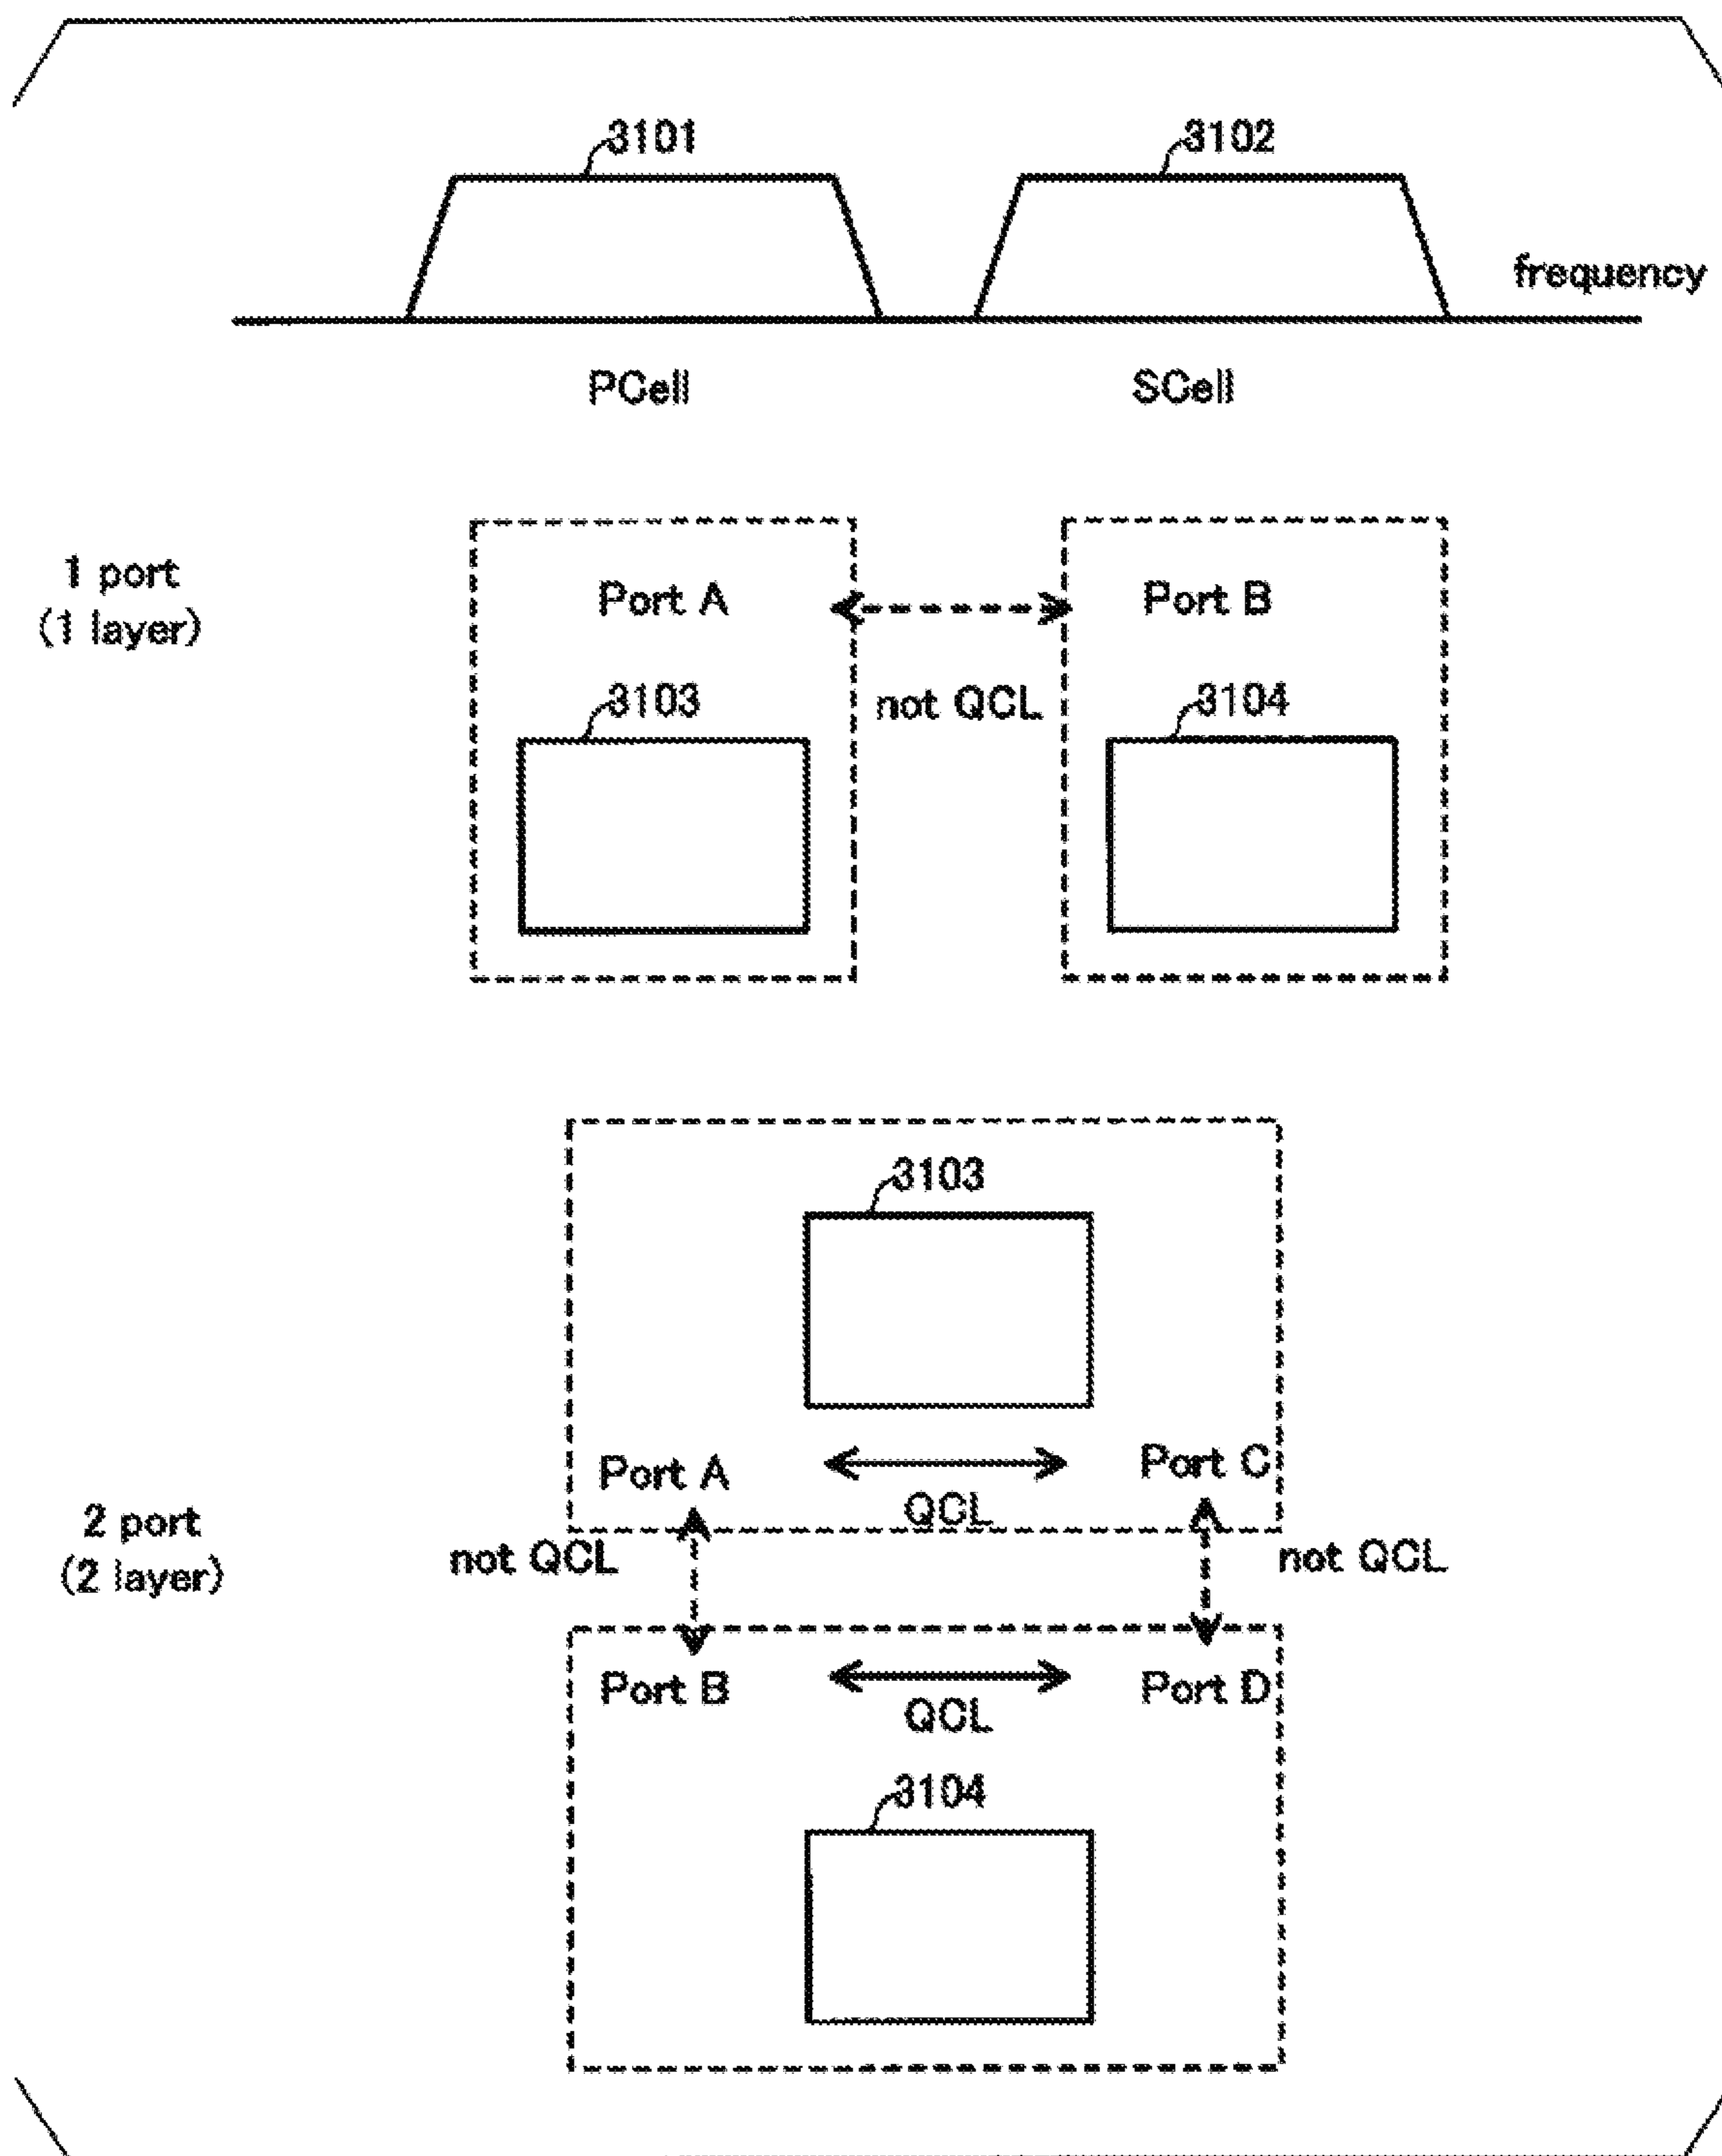 3101
3102
frequency
PCell
SCell
1 port
(1 layer)
Port A
Port B
not QCL
3103
3104
3103
Port A
Port C
QCL
2 port
(2 layer)
not QCL
not QCL
Port B
Port D
QCL
3104